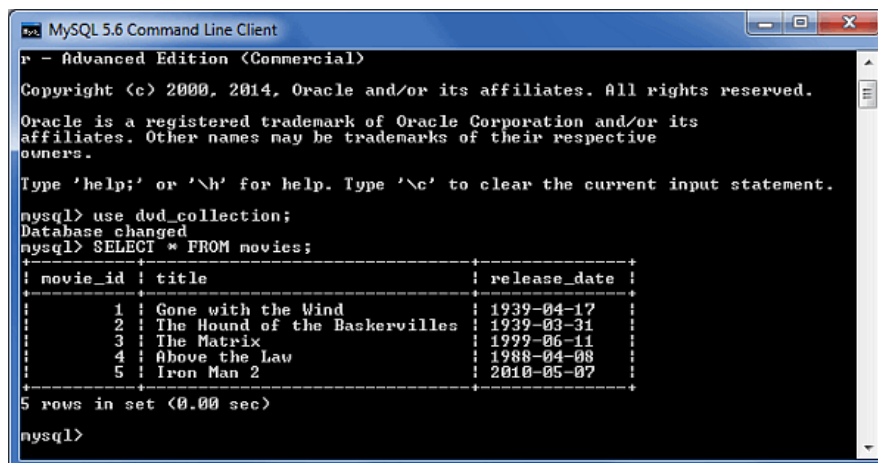 MySQL 5.6 Command Line Client
r - Advanced Edition (Commercial)
Copyright (c) 2000, 2014, Oracle and/or its affiliates. All rights reserved.
Oracle is a registered trademark of Oracle Corporation and/or its
affiliates. Other names may be trademarks of their respective
owners.
Type 'help;' or '\h' for help. Type '\c' to clear the current input statement.
mysql> use dvd_collection;
Database changed
mysql> SELECT * FROM movies;
+----------+-------------------------------+--------------+
| movie_id | title                         | release_date |
+----------+-------------------------------+--------------+
|        1 | Gone with the Wind            | 1939-04-17   |
|        2 | The Hound of the Baskervilles | 1939-03-31   |
|        3 | The Matrix                    | 1999-06-11   |
|        4 | Above the Law                 | 1988-04-08   |
|        5 | Iron Man 2                    | 2010-05-07   |
+----------+-------------------------------+--------------+
5 rows in set (0.00 sec)
mysql>